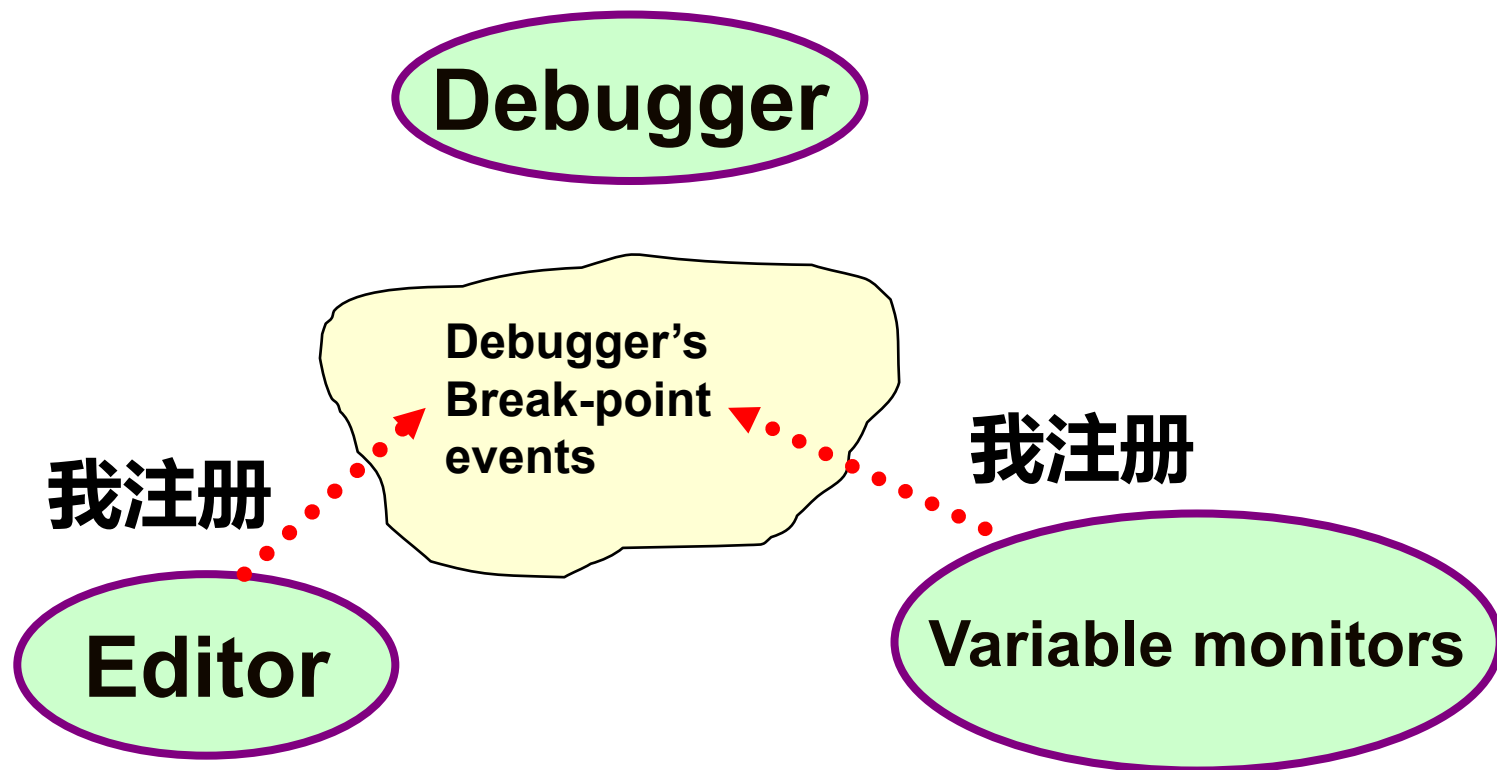 Debugger
Debugger’s
Break-point
events
我注册
我注册
Editor
Variable monitors